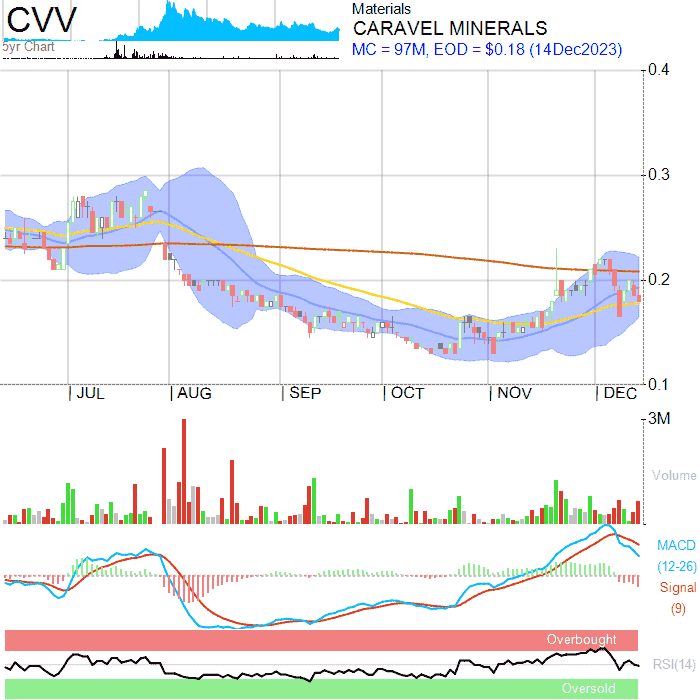 CVV
Materials
CARAVEL MINERALS
MC = 97M, EOD = $0.18 (14Dec2023)
5yr Chart
0.4
0.3
0.2
0.1
JUL AUG SEP OCT NOV DEC
3M
Volume
MACD
(12-26)
Signal
(9)
Overbought
RSI(14)
Oversold